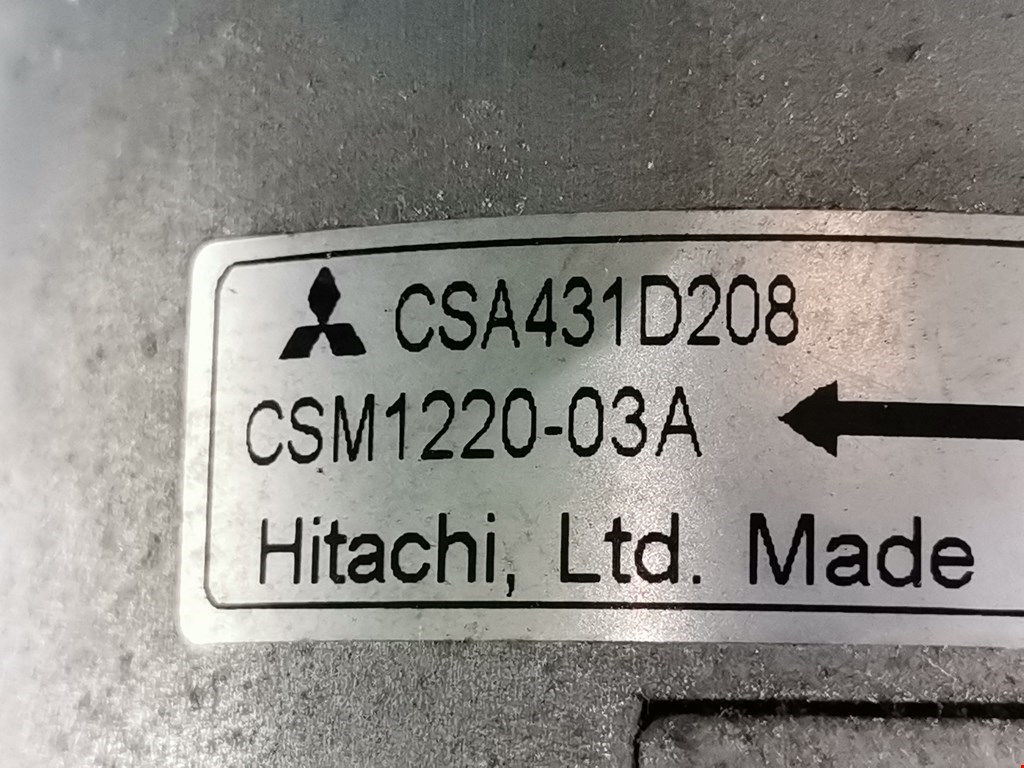 CSA431D208
CSM1220-03A
Hitachi, Ltd. Made